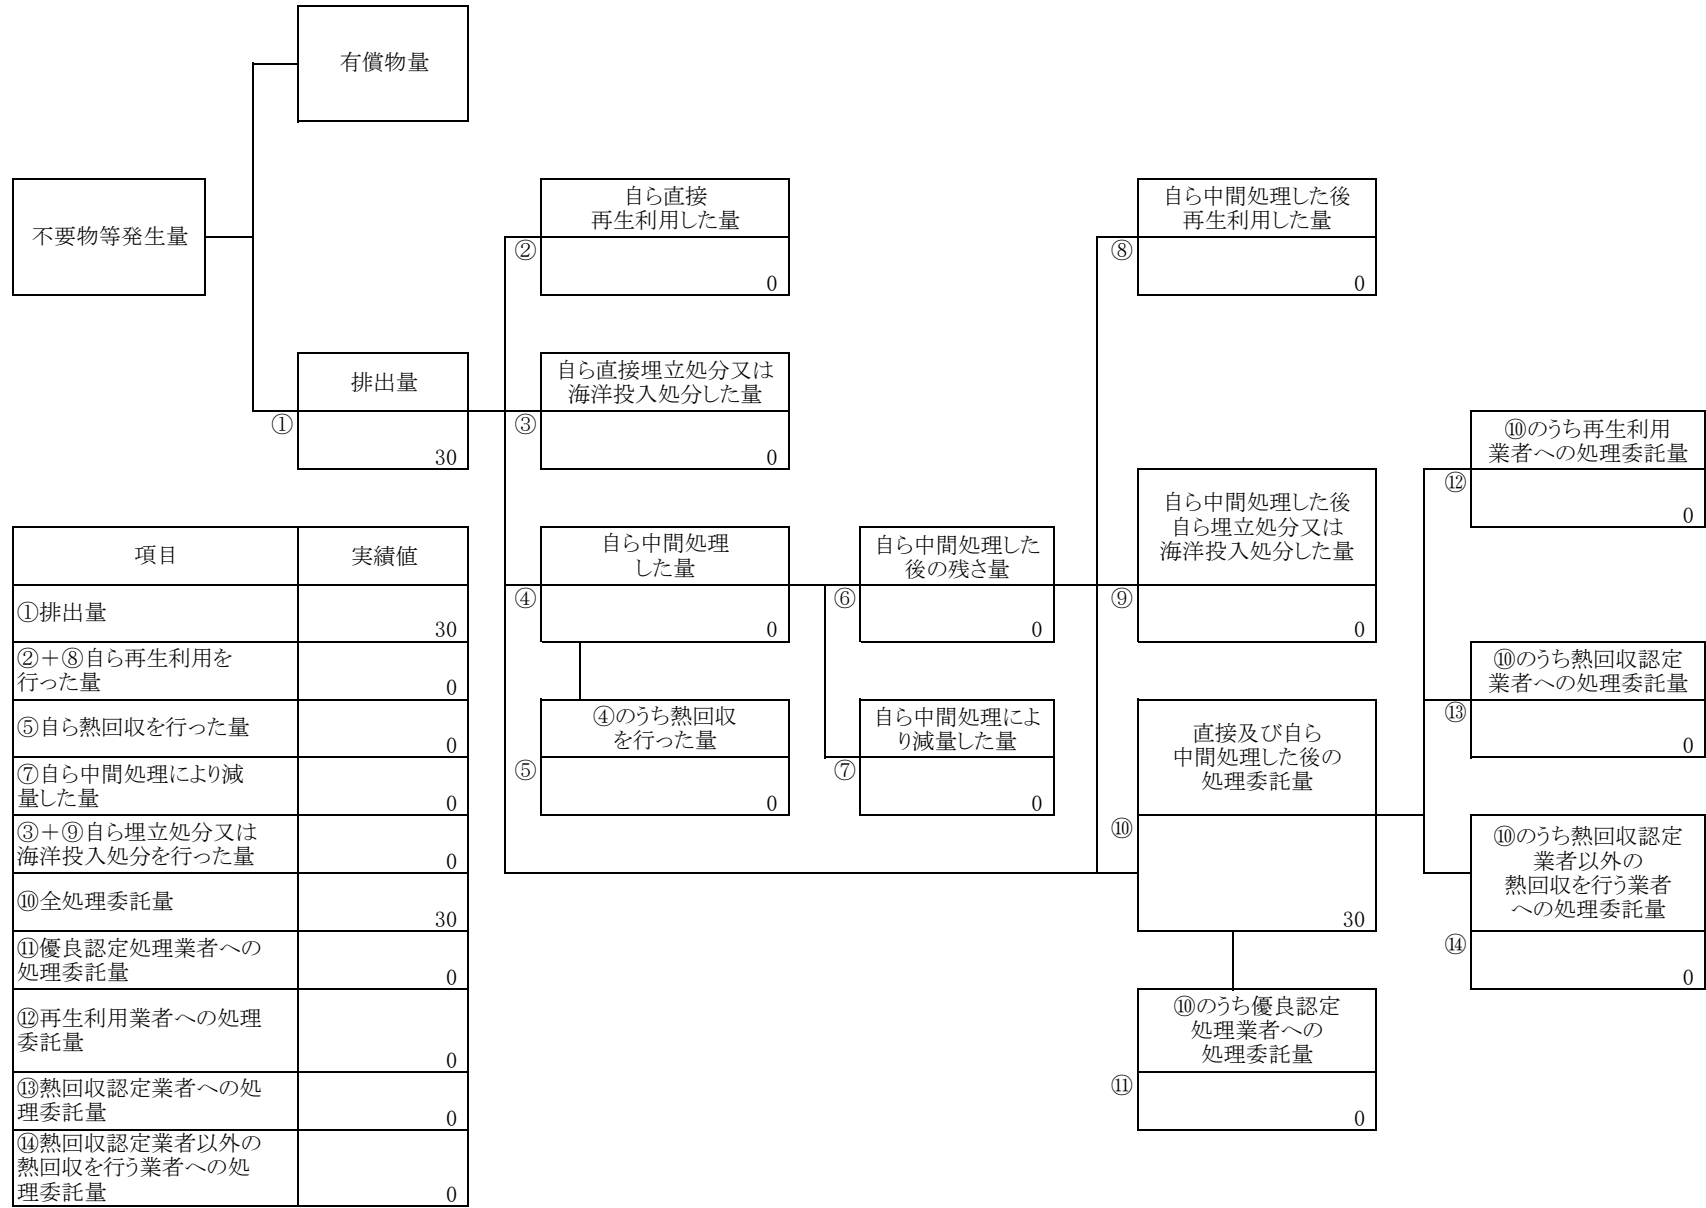 有償物量
不要物等発生量
自ら直接
再生利用した量
②
0
自ら中間処理した後
再生利用した量
⑧
0
排出量
①
30
自ら直接埋立処分又は
海洋投入処分した量
③
0
⑩のうち再生利用
業者への処理委託量
⑫
0
自ら中間処理
した量
④
0
自ら中間処理した
後の残さ量
⑥
0
自ら中間処理した後
自ら埋立処分又は
海洋投入処分した量
⑨
0
⑩のうち熱回収認定
業者への処理委託量
⑬
0
④のうち熱回収
を行った量
⑤
0
自ら中間処理によ
り減量した量
⑦
0
直接及び自ら
中間処理した後の
処理委託量
⑩
30
⑩のうち熱回収認定
業者以外の
熱回収を行う業者
への処理委託量
⑭
0
⑩のうち優良認定
処理業者への
処理委託量
⑪
0
項目 実績値
①排出量
30
②＋⑧自ら再生利用を
行った量 0
⑤自ら熱回収を行った量
0
⑦自ら中間処理により減
量した量 0
③＋⑨自ら埋立処分又は
海洋投入処分を行った量 0
⑩全処理委託量
30
⑪優良認定処理業者への
処理委託量 0
⑫再生利用業者への処理
委託量
0
⑬熱回収認定業者への処
理委託量 0
⑭熱回収認定業者以外の
熱回収を行う業者への処
理委託量 0